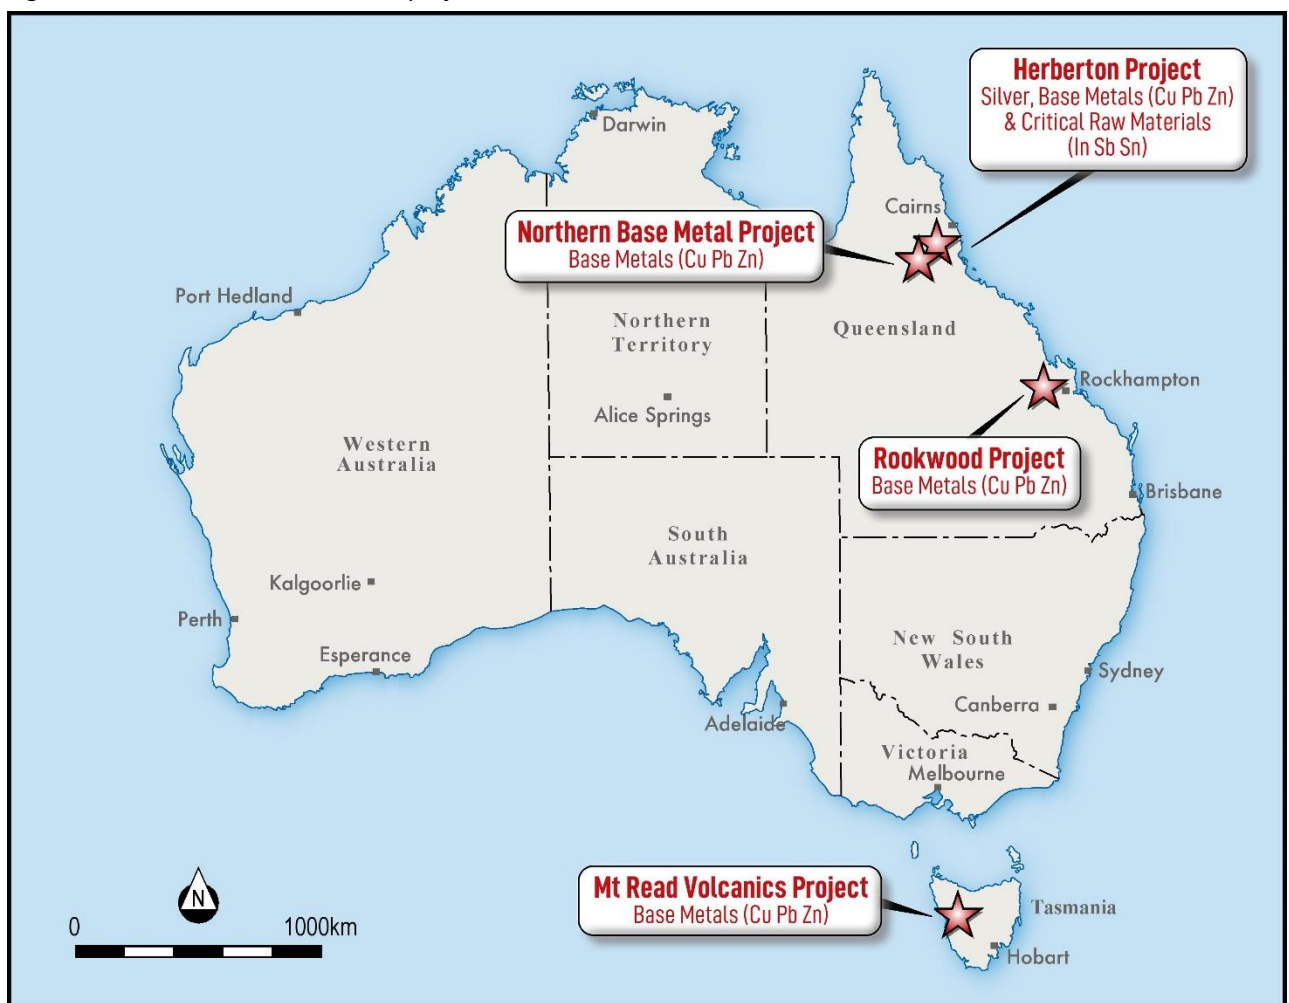 Herberton Project
Silver, Base Metals (Cu Pb Zn)
& Critical Raw Materials
(In Sb Sn)
Darwin
Cairns
Northern Base Metal Project
Base Metals (Cu Pb Zn)
Port Hedland
Northern
Territory
Queensland
Alice Springs
Rockhampton
Western
Australia
Rookwood Project
Base Metals (Cu Pb Zn)
Brisbane
South
Australia
Kalgoorlie
Perth
Esperance
New South
Wales
Sydney
Canberra
Adelaide
Victoria
Melbourne
Mt Read Volcanics Project
Base Metals (Cu Pb Zn)
Tasmania
Hobart
N
0 1000km